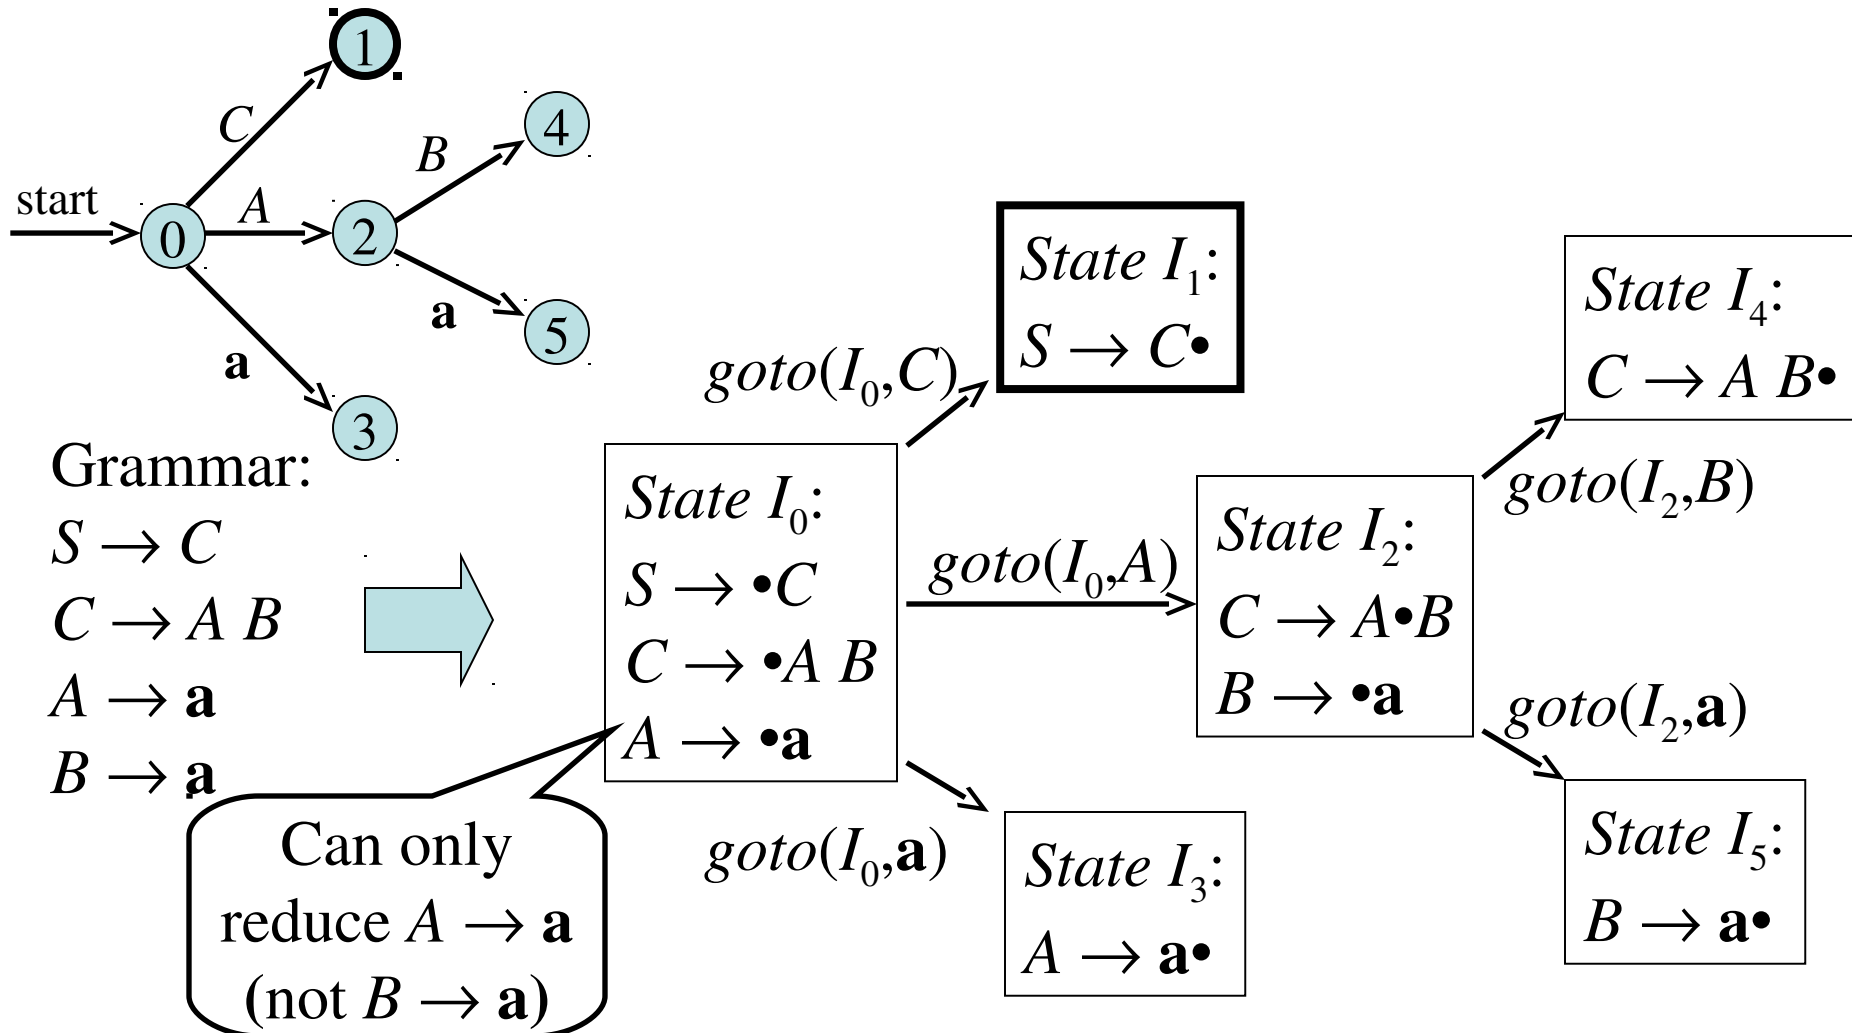 1
C
4
B
start
A
0
2
a
5
a
3
Grammar:
S → C
C → A B
A → a
B → a
Can only
reduce A → a
(not B → a)
State I₀:
S → •C
C → •A B
A → •a
goto(I₀,C)
State I₁:
S → C•
goto(I₀,A)
State I₂:
C → A•B
B → •a
goto(I₀,a)
State I₃:
A → a•
goto(I₂,B)
State I₄:
C → A B•
goto(I₂,a)
State I₅:
B → a•